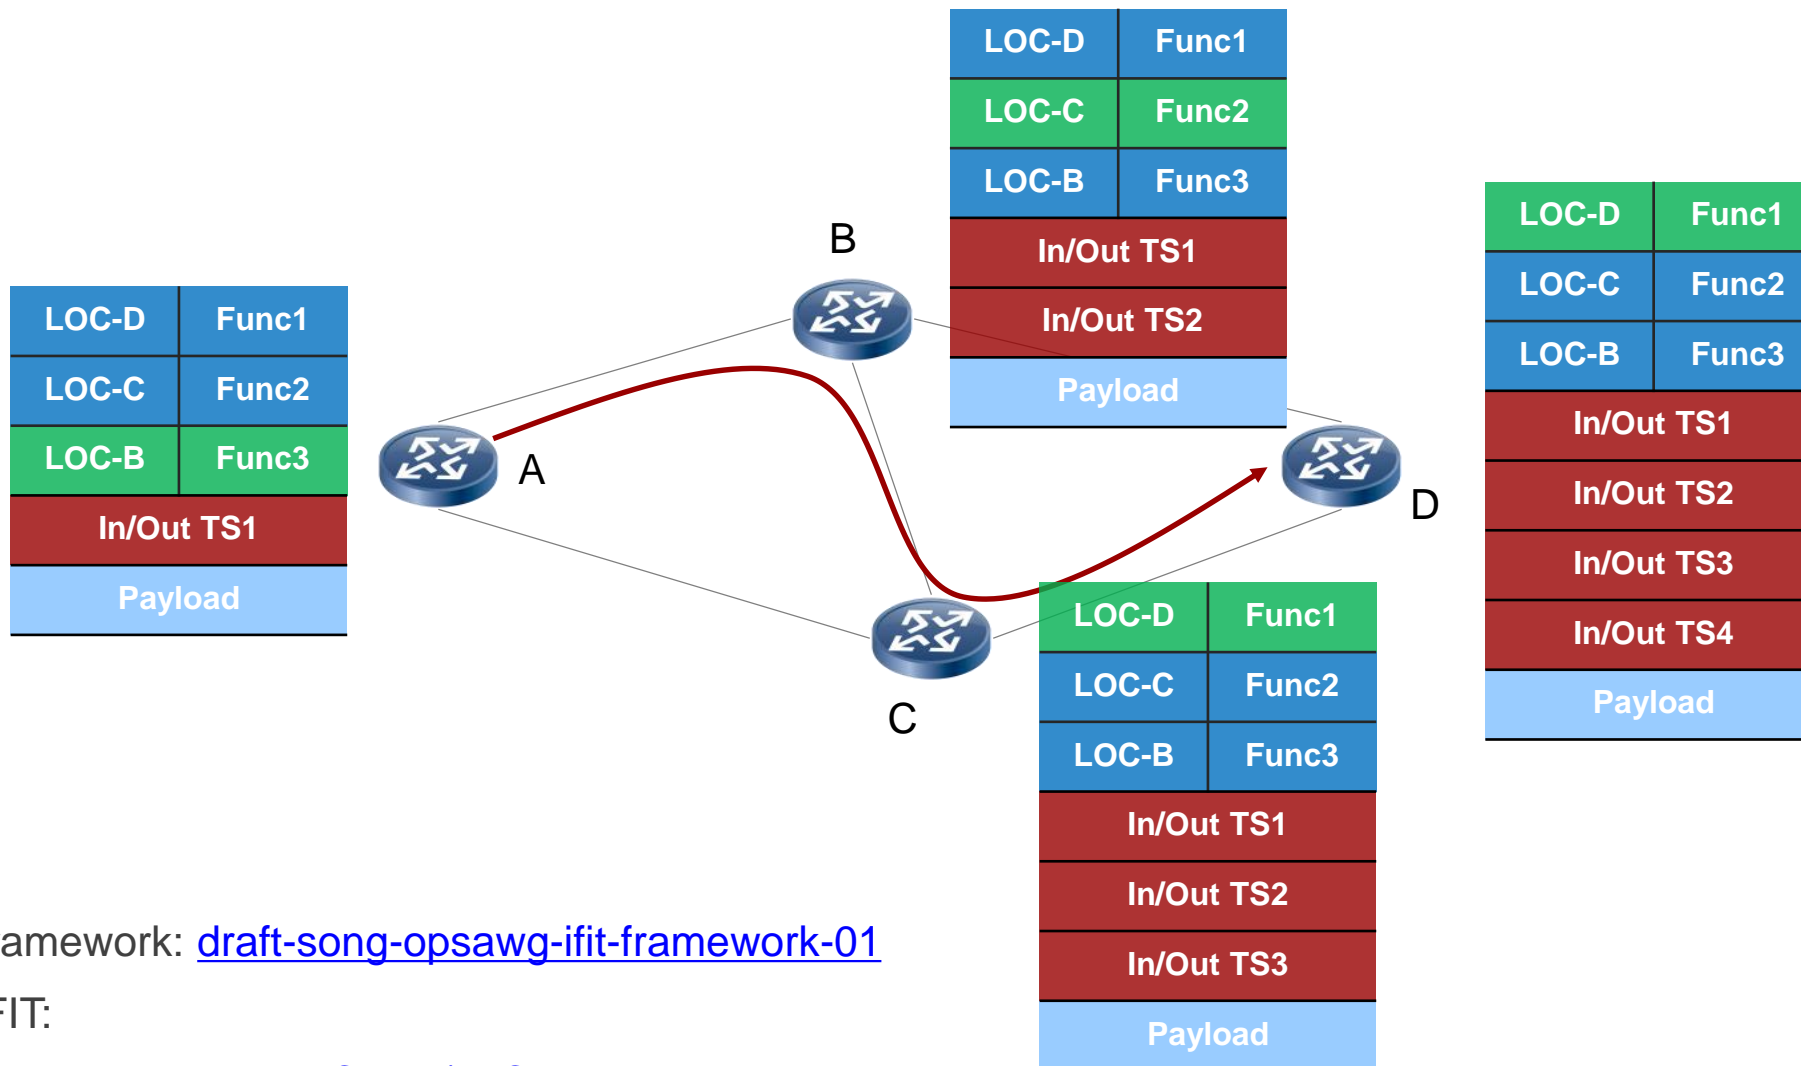 LOC-D Func1
LOC-C Func2
LOC-B Func3
In/Out TS1
In/Out TS2
Payload
B
LOC-D Func1
LOC-C Func2
LOC-B Func3
In/Out TS1
Payload
A
LOC-D Func1
LOC-C Func2
LOC-B Func3
In/Out TS1
In/Out TS2
In/Out TS3
In/Out TS4
Payload
D
C
LOC-D Func1
LOC-C Func2
LOC-B Func3
In/Out TS1
In/Out TS2
In/Out TS3
Payload
amework: draft-song-opsawg-ifit-framework-01
FIT: